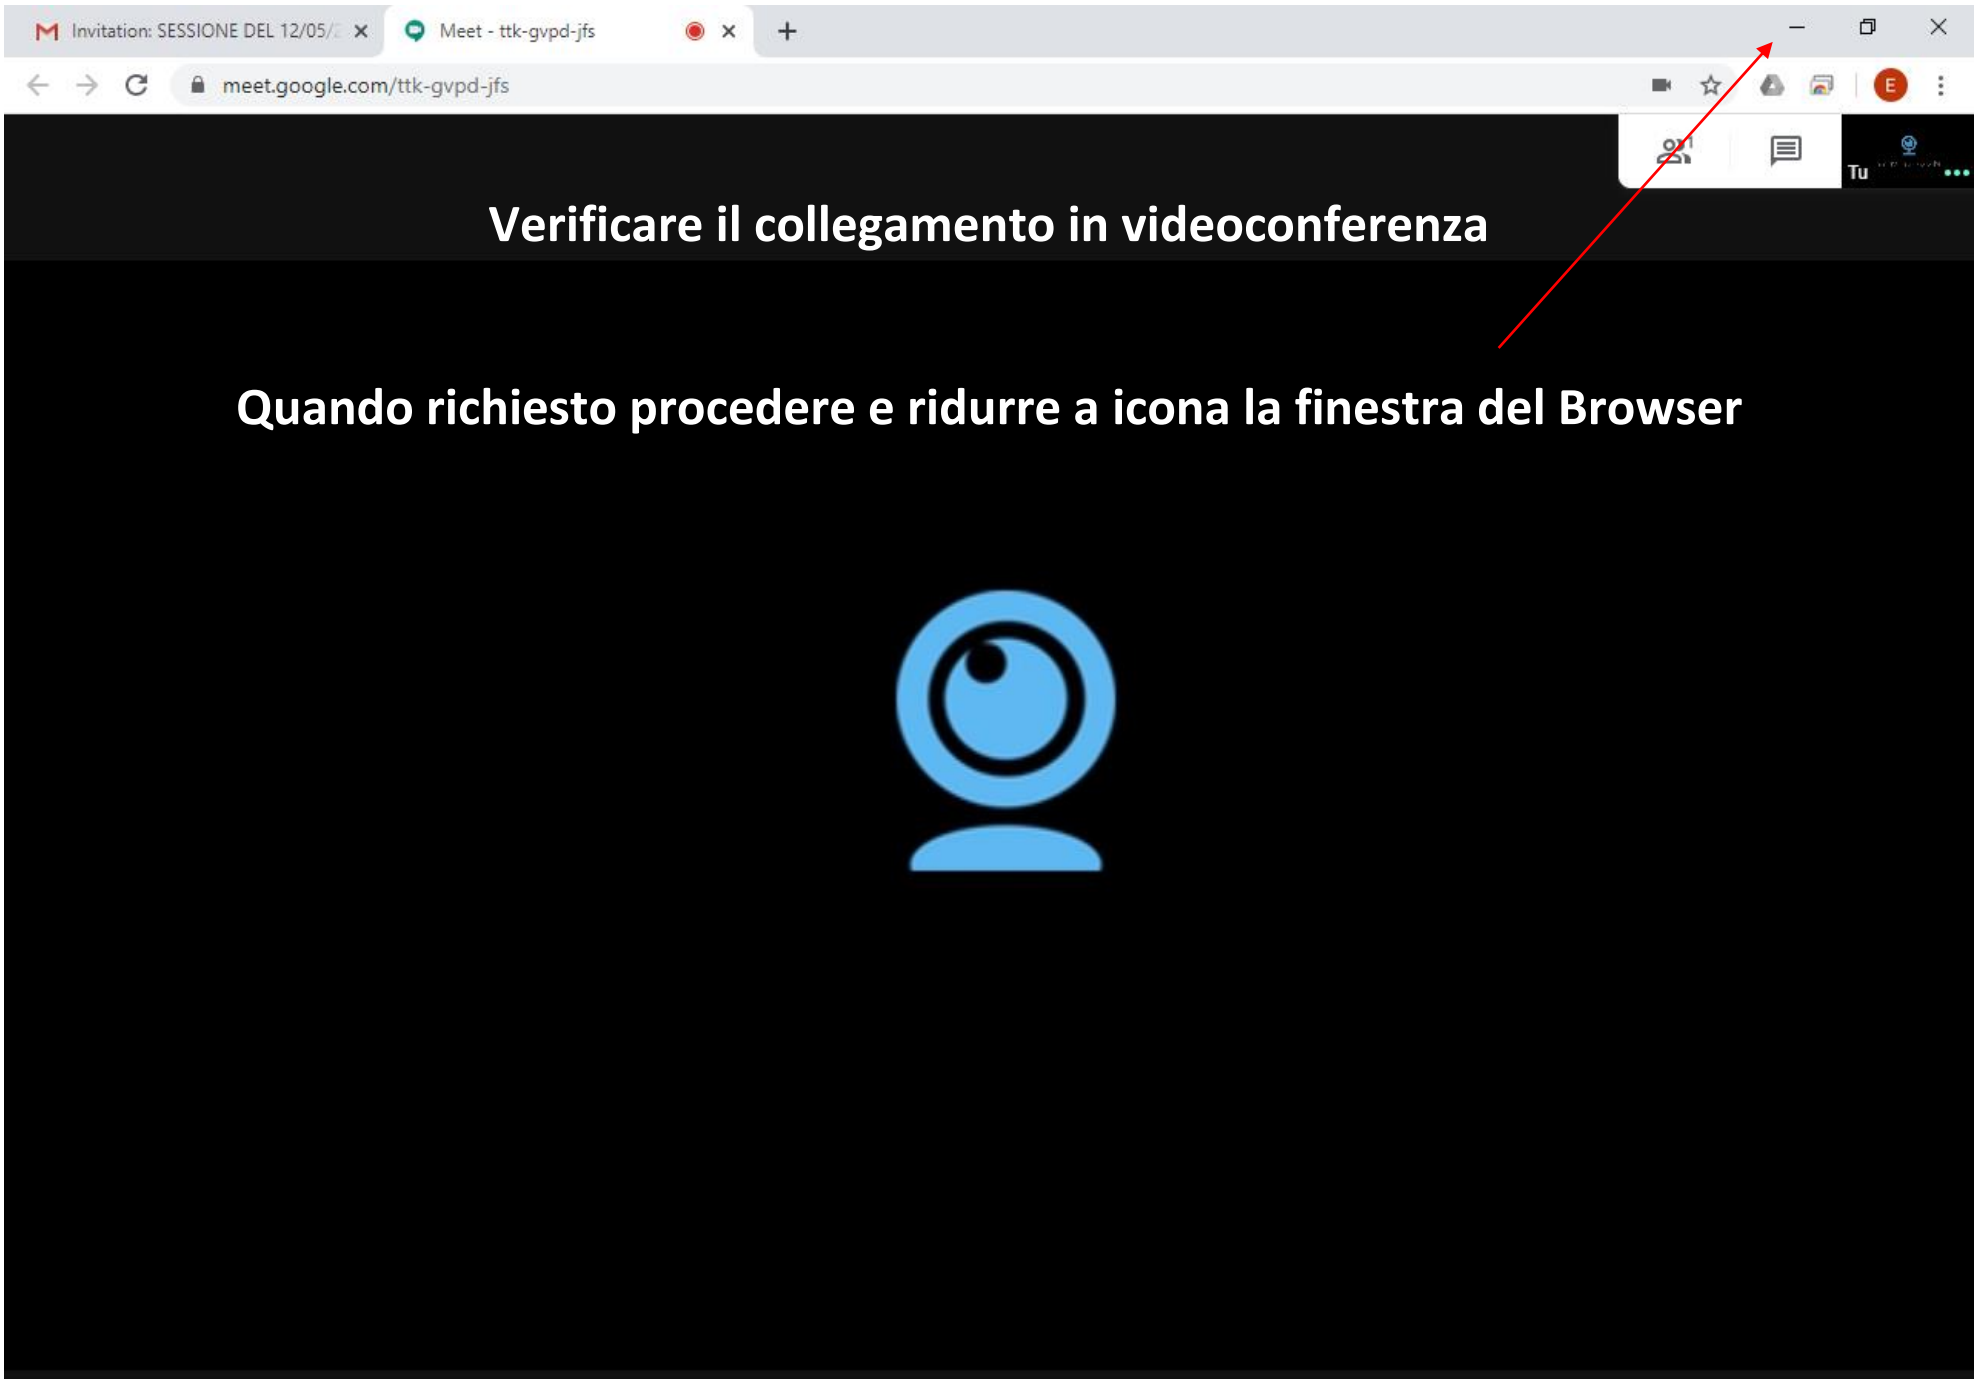 Invitation: SESSIONE DEL 12/05/
Meet - ttk-gvpd-jfs
meet.google.com/ttk-gvpd-jfs
E
1
Tu
Verificare il collegamento in videoconferenza
Quando richiesto procedere e ridurre a icona la finestra del Browser